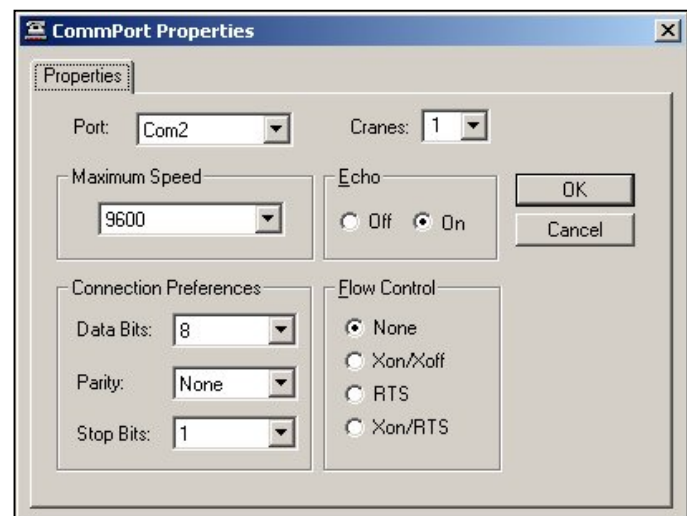 CommPort Properties
Properties
Port: Com2 Cranes: 1
Maximum Speed
9600
Echo
Off On
OK
Cancel
Connection Preferences
Data Bits: 8
Parity: None
Stop Bits: 1
Flow Control
None
Xon/Xoff
RTS
Xon/RTS